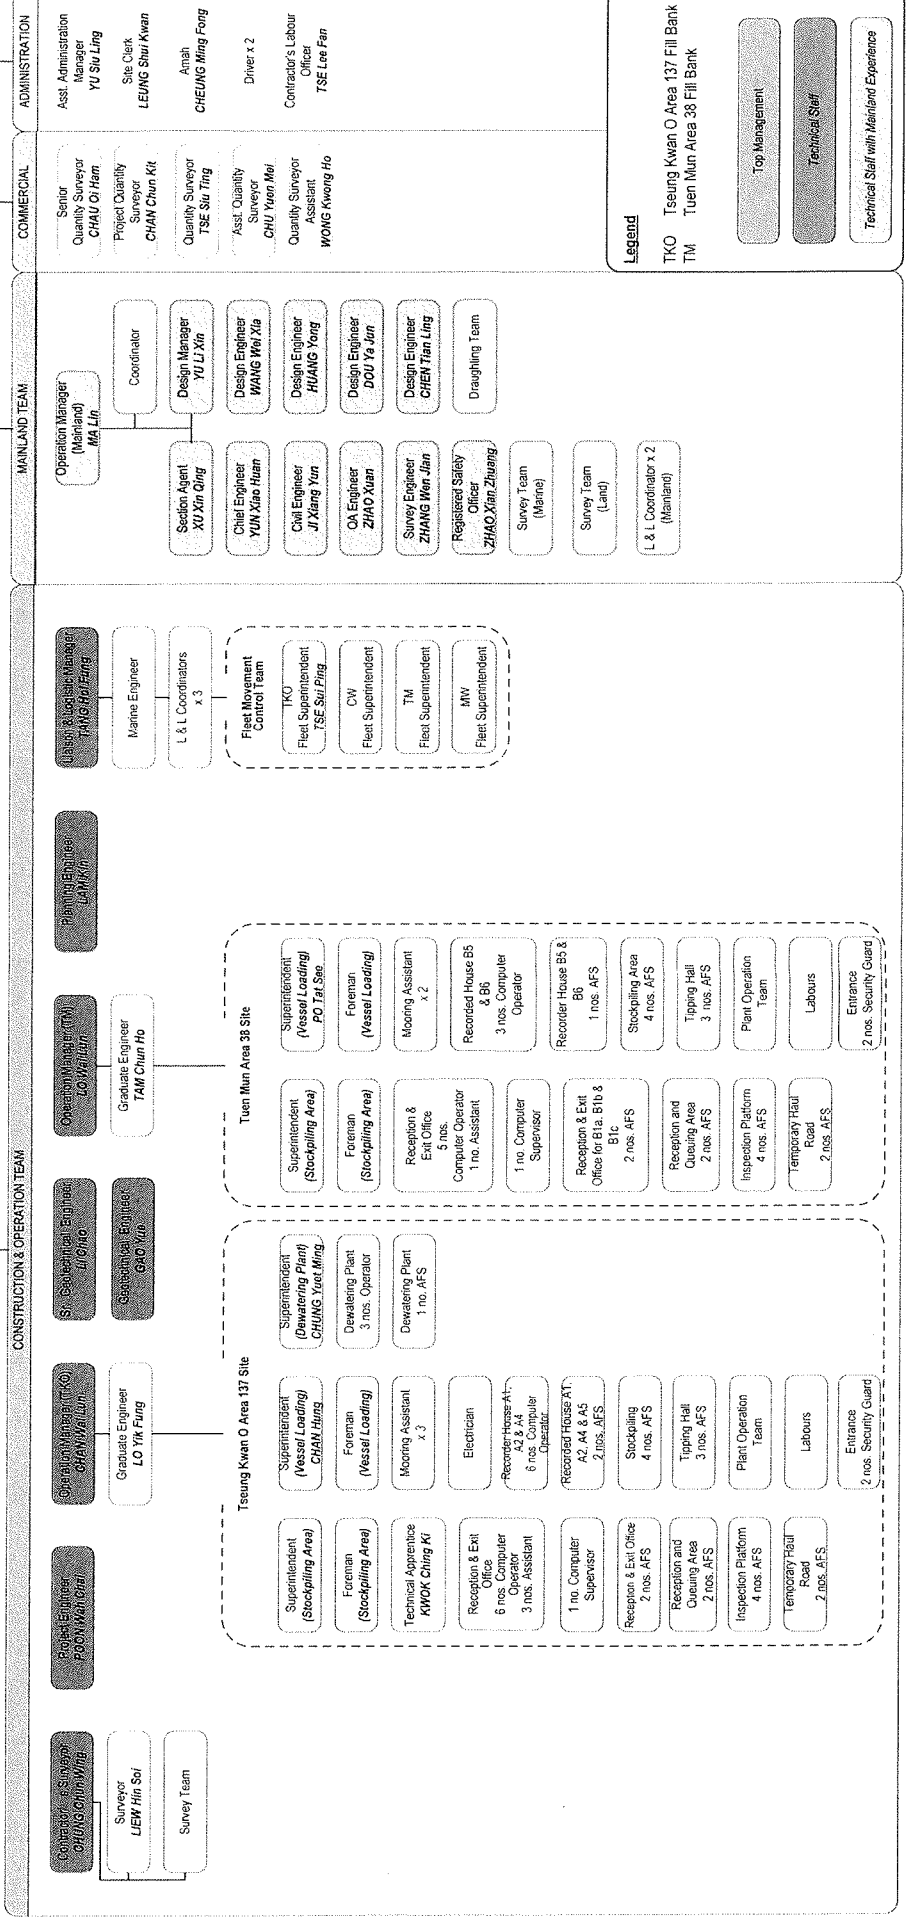 CONSTRUCTION & OPERATION TEAM
Contractor's Surveyor
CHUNG Chun Wing
Surveyor
LIEW Hin Soi
Survey Team
Project Engineer
POON Wah Chau
Operation Manager (TKO)
CHAN Wai Lun
Graduate Engineer
LO Yik Fung
Sr. Geotechnical Engineer
LI Chao
Geotechnical Engineer
GAO Yun
Operation Manager (TM)
LO
Graduate Engineer
TAM Chun Ho
Planning Engineer
LAM Kin
Liaison & Logistic Manager
TANG Hoi Fung
Marine Engineer
L & L Coordinators
x 3
Fleet Movement
Control Team
TKO
Fleet Superintendent
TSE Sui Ping
CW
Fleet Superintendent
TM
Fleet Superintendent
MW
Fleet Superintendent
Tseung Kwan O Area 137 Site
Superintendent
(Stockpiling Area)
Foreman
(Stockpiling Area)
Technical Apprentice
KWOK Ching Ki
Reception & Exit
Office
6 nos. Computer
Operator
3 nos. Assistant
1 no. Computer
Supervisor
Reception & Exit Office
2 nos. AFS
Reception and
Queuing Area
2 nos. AFS
Inspection Platform
4 nos. AFS
Temporary Haul
Road
2 nos. AFS
Superintendent
(Vessel Loading)
CHAN Hung
Foreman
(Vessel Loading)
Mooring Assistant
x 3
Electrician
Recorder House A1,
A2 & A4
6 nos. Computer
Operator
Recorded House A1,
A2, A4 & A5
2 nos. AFS
Stockpiling
4 nos. AFS
Tipping Hall
3 nos. AFS
Plant Operation
Team
Labours
Entrance
2 nos. Security Guard
Superintendent
(Dewatering Plant)
CHUNG Yuet Ming
Dewatering Plant
3 nos. Operator
Dewatering Plant
1 no. AFS
Tuen Mun Area 38 Site
Superintendent
(Stockpiling Area)
Foreman
(Stockpiling Area)
Reception &
Exit Office
5 nos.
Computer Operator
1 no. Assistant
1 no. Computer
Supervisor
Reception & Exit
Office for B1a, B1b &
B1c
2 nos. AFS
Reception and
Queuing Area
2 nos. AFS
Inspection Platform
4 nos. AFS
Temporary Haul
Road
2 nos. AFS
Superintendent
(Vessel Loading)
PO Tat See
Foreman
(Vessel Loading)
Mooring Assistant
x 2
Recorded House B5
& B6
3 nos. Computer
Operator
Recorder House B5 &
B6
1 nos. AFS
Stockpiling Area
4 nos. AFS
Tipping Hall
3 nos. AFS
Plant Operation
Team
Labours
Entrance
2 nos. Security Guard
MAINLAND TEAM
Operation Manager
(Mainland)
MA Lin
Coordinator
Section Agent
XU Xin Qing
Chief Engineer
YUN Xiao Huan
Civil Engineer
JI Xiang Yun
QA Engineer
ZHAO Xuan
Survey Engineer
ZHANG Wen Jian
Registered Safety
Officer
ZHAO Xian Zhuang
Survey Team
(Marine)
Survey Team
(Land)
L & L Coordinator x 2
(Mainland)
Design Manager
YU Li Xin
Design Engineer
WANG Wei Xia
Design Engineer
HUANG Yong
Design Engineer
DOU Ya Jun
Design Engineer
CHEN Tian Ling
Draughting Team
COMMERCIAL
Senior
Quantity Surveyor
CHAU Oi Ham
Project Quantity
Surveyor
CHAN Chun Kit
Quantity Surveyor
TSE Siu Ting
Asst. Quantity
Surveyor
CHU Yuen Mei
Quantity Surveyor
Assistant
WONG Kwong Ho
ADMINISTRATION
Asst. Administration
Manager
YU Siu Ling
Site Clerk
LEUNG Shui Kwan
Amah
CHEUNG Ming Fong
Driver x 2
Contractor's Labour
Officer
TSE Lee Fan
Legend
TKO Tseung Kwan O Area 137 Fill Bank
TM Tuen Mun Area 38 Fill Bank
Top Management
Technical Staff
Technical Staff with Mainland Experience